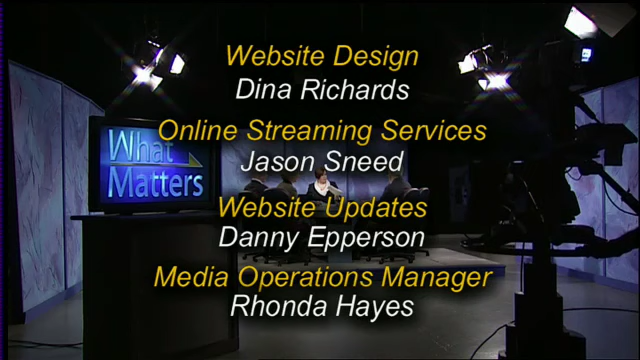 Website Design
Dina Richards
Online Streaming Services
Jason Sneed
What
Matters
Website Updates
Danny Epperson
Media Operations Manager
Rhonda Hayes